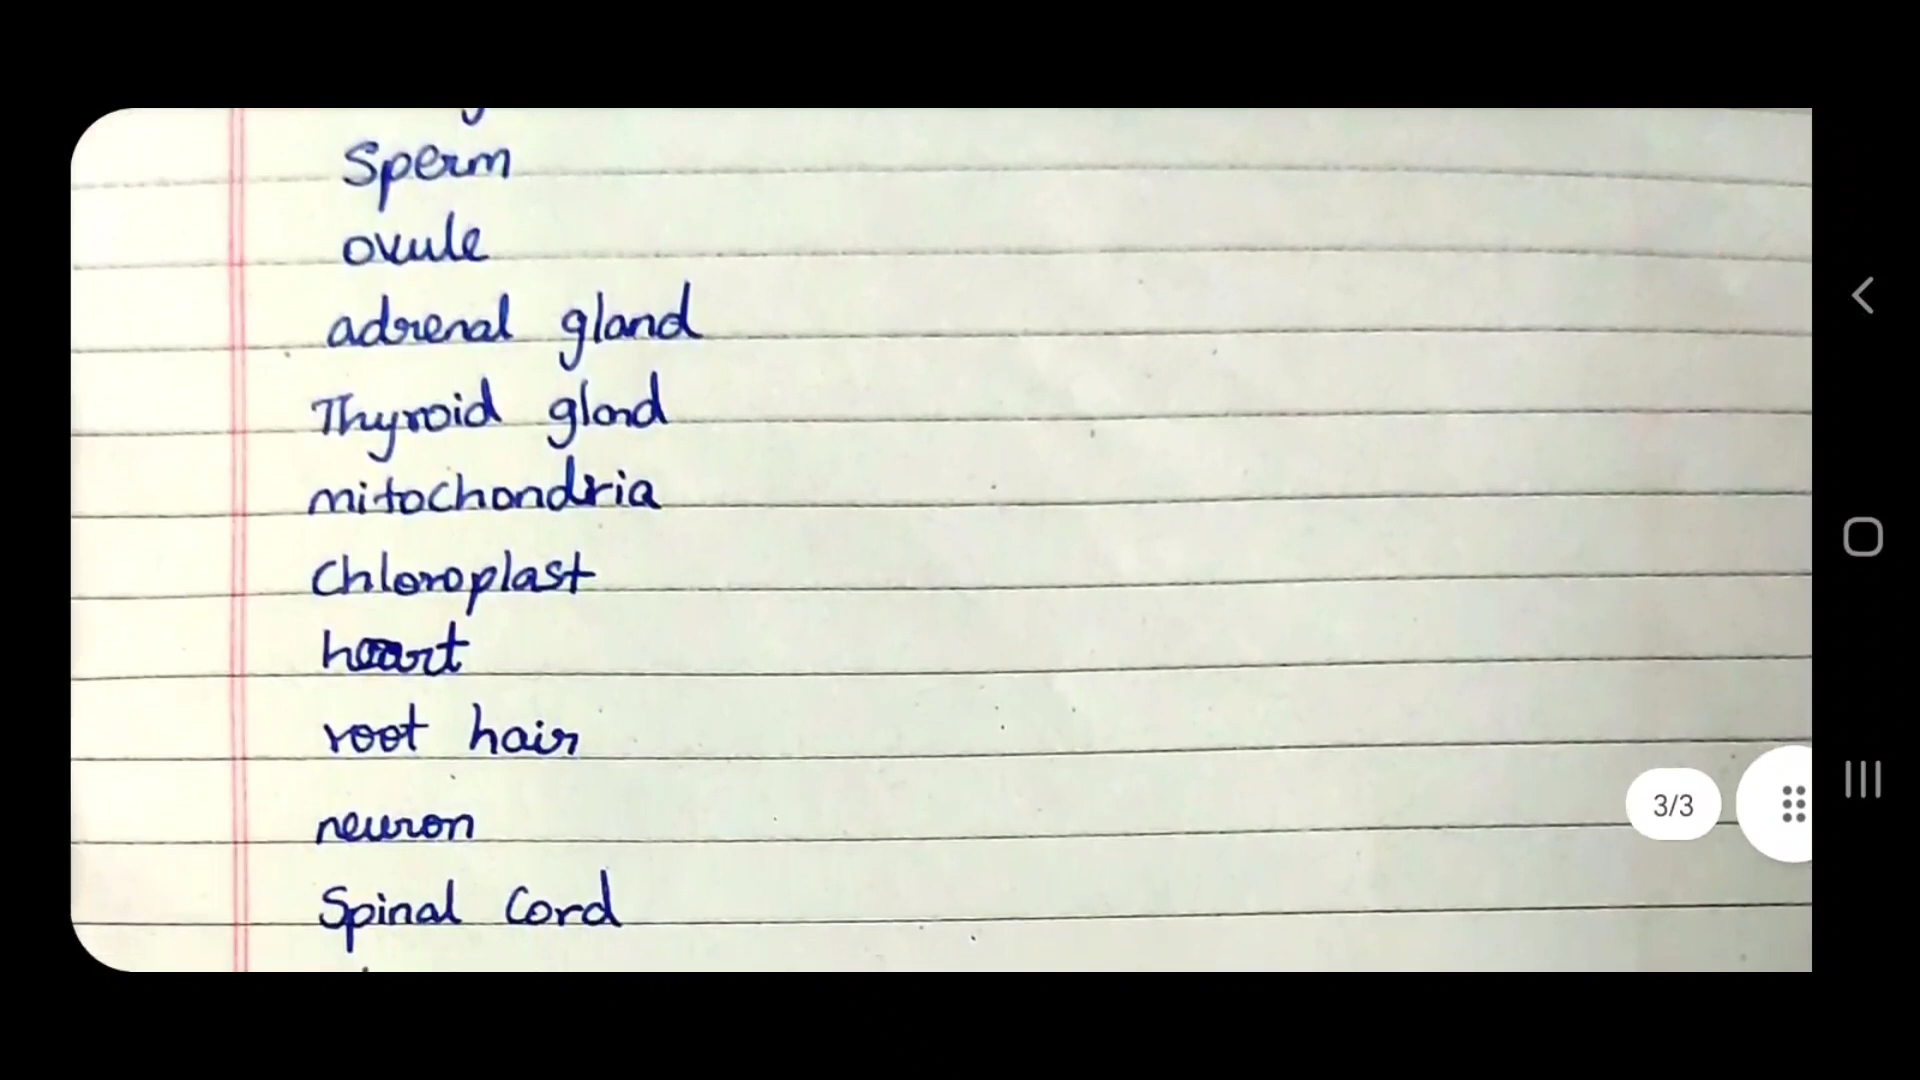 Sperm
ovule
adrenal gland
Thyroid gland
mitochondria
Chloroplast
heart
root hair
neuron
Spinal Cord
3/3